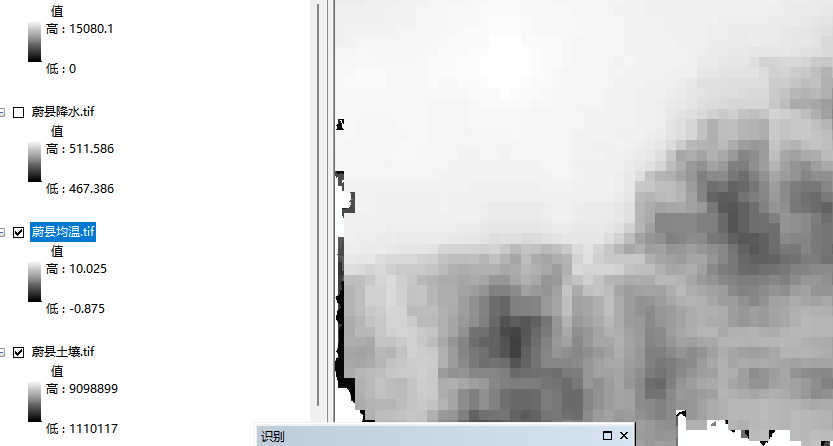 值
高 : 15080.1
低 : 0
蔚县降水.tif
值
高 : 511.586
低 : 467.386
蔚县均温.tif
值
高 : 10.025
低 : -0.875
蔚县土壤.tif
值
高 : 9098899
低 : 1110117
识别